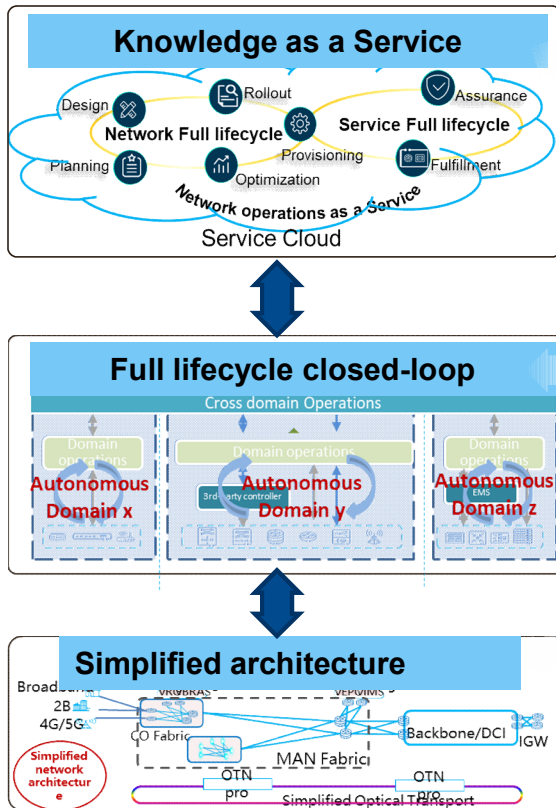 Knowledge as a Service
Rollout
Design
Assurance
Network Full lifecycle
Service Full lifecycle
Planning
Provisioning
Optimization
Fulfillment
Network operations as a Service
Service Cloud
Full lifecycle closed-loop
Cross domain Operations
Domain
operations
Domain operations
Domain
operations
Autonomous
Domain x
3rd-party controller
Autonomous
Domain y
EMS
Autonomous
Domain z
Simplified architecture
2B
4G/5G
CO Fabric
MAN Fabric
Backbone/DCI
IGW
Simplified
network
architectur
e
OTN
pro
OTN
pro
Simplified Optical Transport